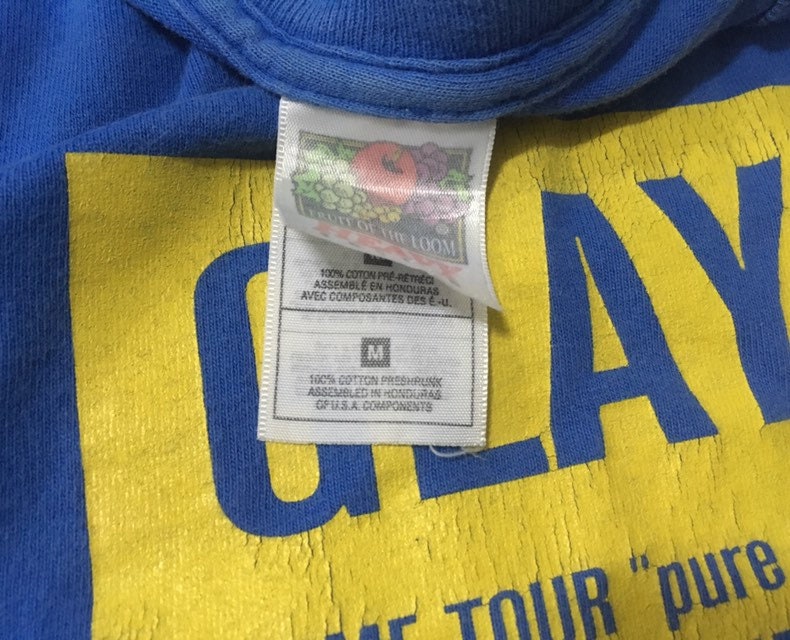 FRUIT OF THE LOOM
HEAVY
100% COTON PRÉ-RÉTRÉCI
ASSEMBLÉ EN HONDURAS
AVEC COMPOSANTES DES É.-U.
M
100% COTTON PRESHRUNK
ASSEMBLED IN HONDURAS
OF U.S.A. COMPONENTS
GLAY
TOUR "pure